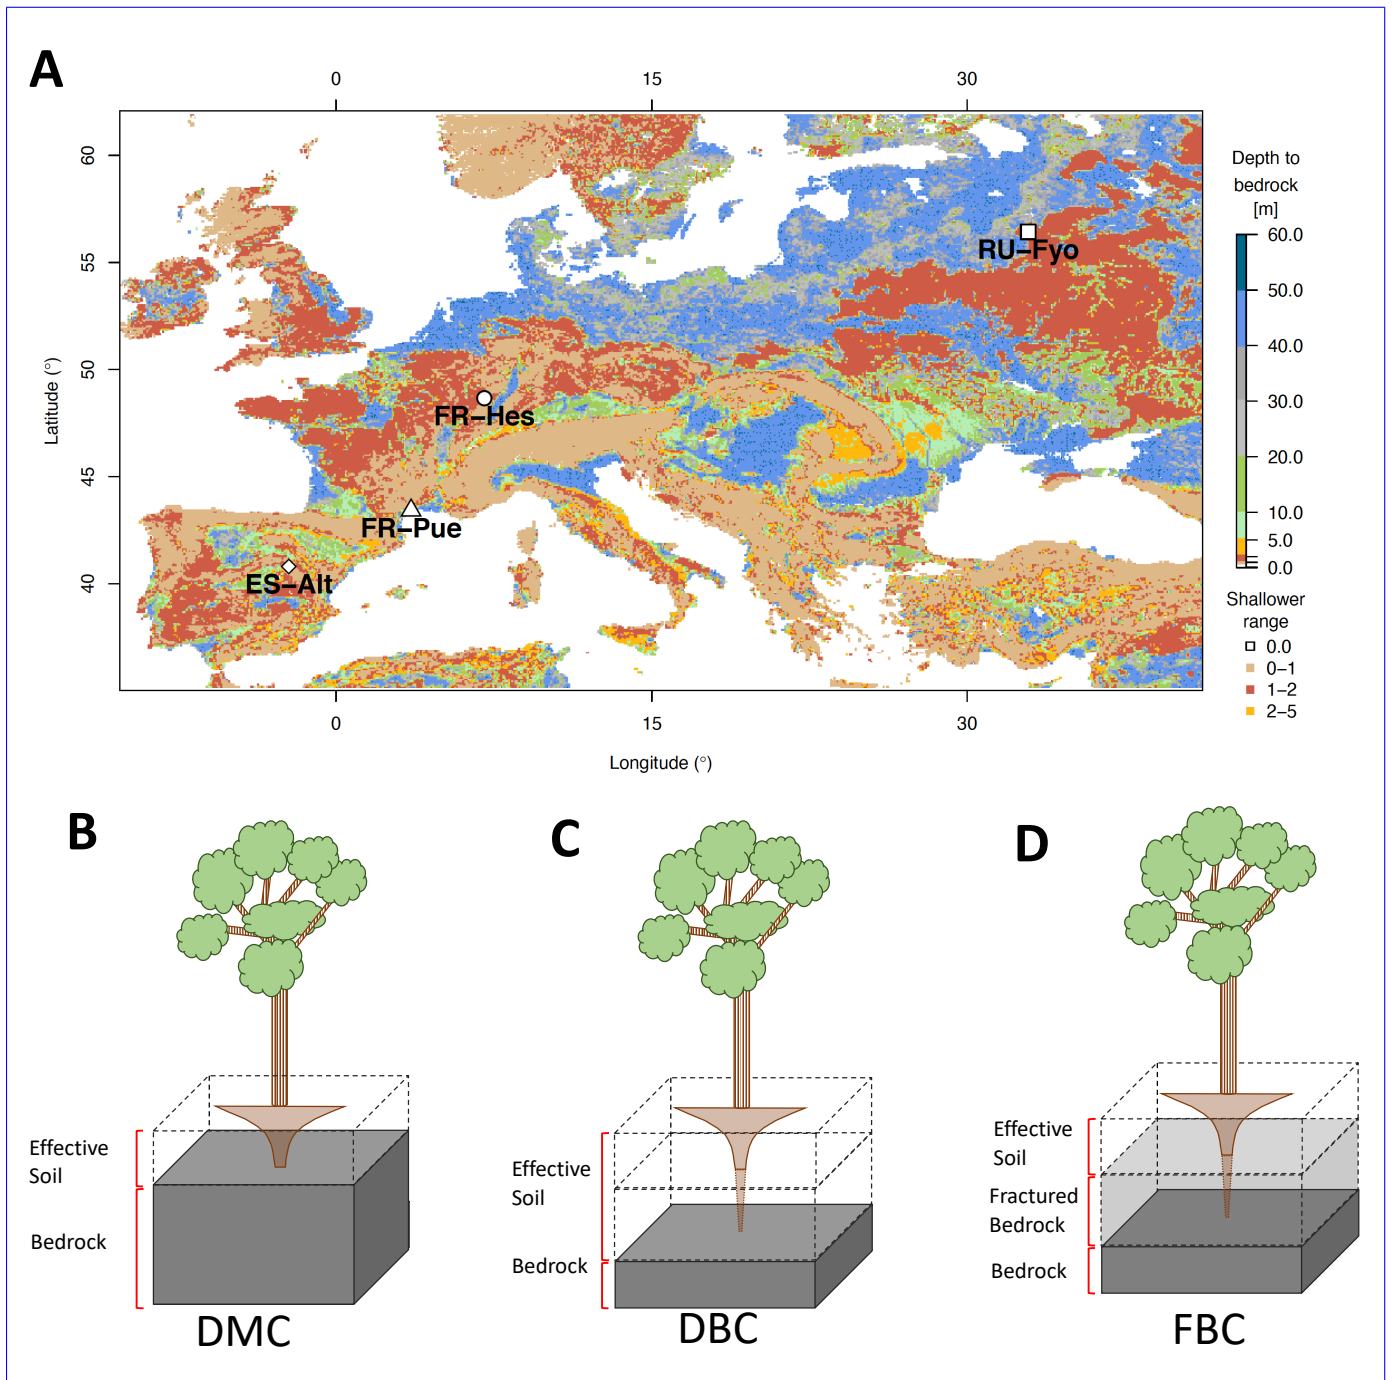 A
0 15 30
60
55
50
45
40
Latitude (°)
RU−Fyo
FR−Hes
FR−Pue
ES−Alt
0 15 30
Longitude (°)
Depth to
bedrock
[m]
60.0
50.0
40.0
30.0
20.0
10.0
5.0
0.0
Shallower
range
0.0
0−1
1−2
2−5
B
Effective
Soil
Bedrock
DMC
C
Effective
Soil
Bedrock
DBC
D
Effective
Soil
Fractured
Bedrock
Bedrock
FBC